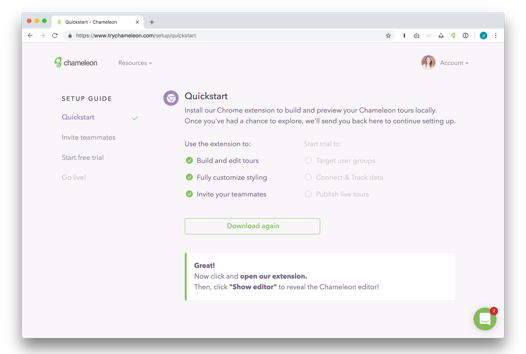 Quickstart - Chameleon
https://www.trychameleon.com/setup/quickstart
J
chameleon
Resources
Account
SETUP GUIDE
Quickstart
Invite teammates
Start free trial
Go live!
Quickstart
Install our Chrome extension to build and preview your Chameleon tours locally.
Once you've had a chance to explore, we'll send you back here to continue setting up.
Use the extension to:
Build and edit tours
Fully customize styling
Invite your teammates
Start trial to:
Target user groups
Connect & Track data
Publish live tours
Download again
Great!
Now click and open our extension.
Then, click "Show editor" to reveal the Chameleon editor!
2